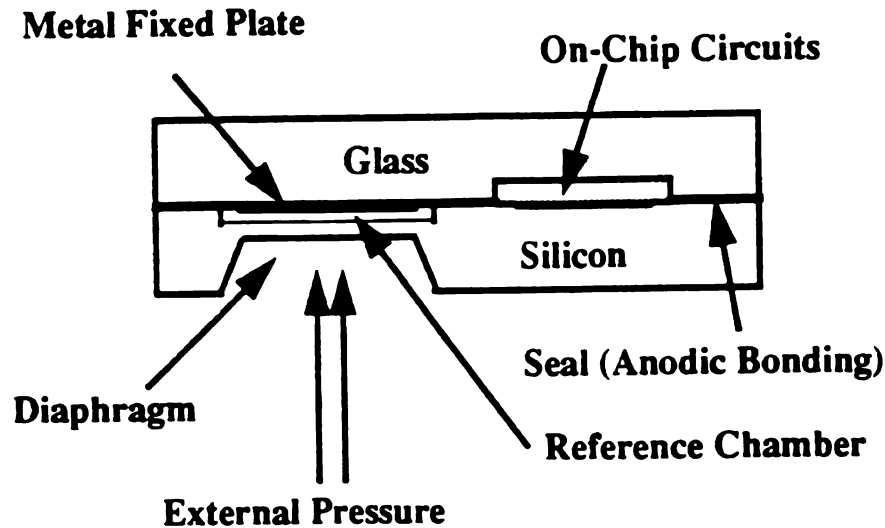 Metal Fixed Plate
On-Chip Circuits
Glass
Silicon
Seal (Anodic Bonding)
Diaphragm
Reference Chamber
External Pressure